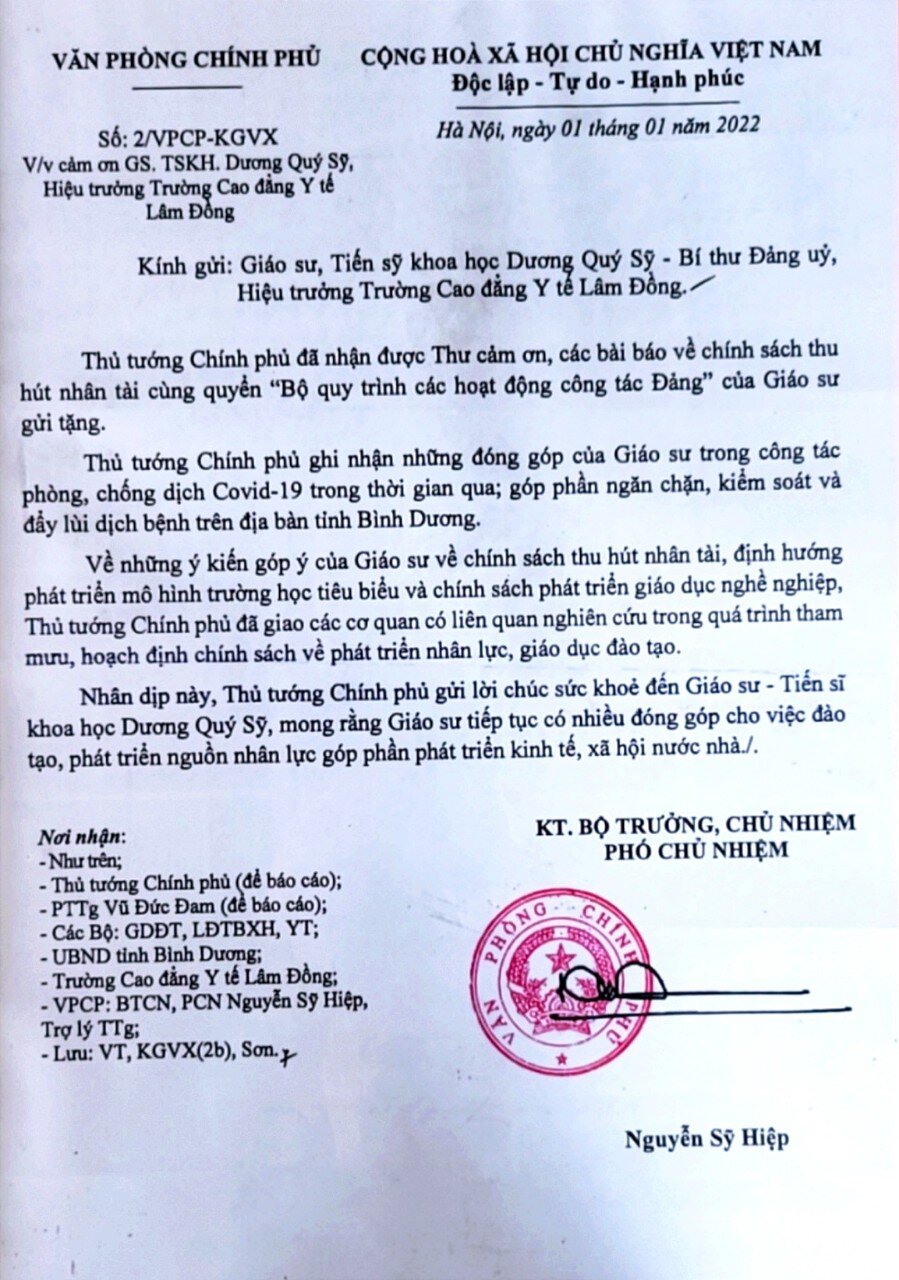 VĂN PHÒNG CHÍNH PHỦ
CỘNG HOÀ XÃ HỘI CHỦ NGHĨA VIỆT NAM
Độc lập - Tự do - Hạnh phúc
Số: 2/VPCP-KGVX
V/v cảm ơn GS. TSKH. Dương Quý Sỹ,
Hiệu trưởng Trường Cao đẳng Y tế
Lâm Đồng
Hà Nội, ngày 01 tháng 01 năm 2022
Kính gửi: Giáo sư, Tiến sỹ khoa học Dương Quý Sỹ - Bí thư Đảng uỷ,
Hiệu trưởng Trường Cao đẳng Y tế Lâm Đồng.
Thủ tướng Chính phủ đã nhận được Thư cảm ơn, các bài báo về chính sách thu
hút nhân tài cùng quyển “Bộ quy trình các hoạt động công tác Đảng” của Giáo sư
gửi tặng.
Thủ tướng Chính phủ ghi nhận những đóng góp của Giáo sư trong công tác
phòng, chống dịch Covid-19 trong thời gian qua; góp phần ngăn chặn, kiểm soát và
đẩy lùi dịch bệnh trên địa bàn tỉnh Bình Dương.
Về những ý kiến góp ý của Giáo sư về chính sách thu hút nhân tài, định hướng
phát triển mô hình trường học tiêu biểu và chính sách phát triển giáo dục nghề nghiệp,
Thủ tướng Chính phủ đã giao các cơ quan có liên quan nghiên cứu trong quá trình tham
mưu, hoạch định chính sách về phát triển nhân lực, giáo dục đào tạo.
Nhân dịp này, Thủ tướng Chính phủ gửi lời chúc sức khoẻ đến Giáo sư - Tiến sĩ
khoa học Dương Quý Sỹ, mong rằng Giáo sư tiếp tục có nhiều đóng góp cho việc đào
tạo, phát triển nguồn nhân lực góp phần phát triển kinh tế, xã hội nước nhà./.
Nơi nhận:
- Như trên;
- Thủ tướng Chính phủ (để báo cáo);
- PTTg Vũ Đức Đam (để báo cáo);
- Các Bộ: GDĐT, LĐTBXH, YT;
- UBND tỉnh Bình Dương;
- Trường Cao đẳng Y tế Lâm Đồng;
- VPCP: BTCN, PCN Nguyễn Sỹ Hiệp,
Trợ lý TTg;
- Lưu: VT, KGVX(2b), Sơn.
KT. BỘ TRƯỞNG, CHỦ NHIỆM
PHÓ CHỦ NHIỆM
VĂN PHÒNG CHÍNH PHỦ
Nguyễn Sỹ Hiệp